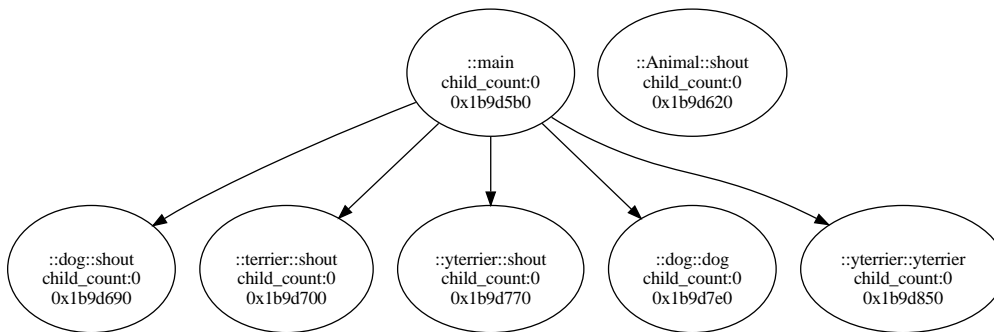 ::main
child_count:0
0x1b9d5b0
::Animal::shout
child_count:0
0x1b9d620
::dog::shout
child_count:0
0x1b9d690
::terrier::shout
child_count:0
0x1b9d700
::yterrier::shout
child_count:0
0x1b9d770
::dog::dog
child_count:0
0x1b9d7e0
::yterrier::yterrier
child_count:0
0x1b9d850